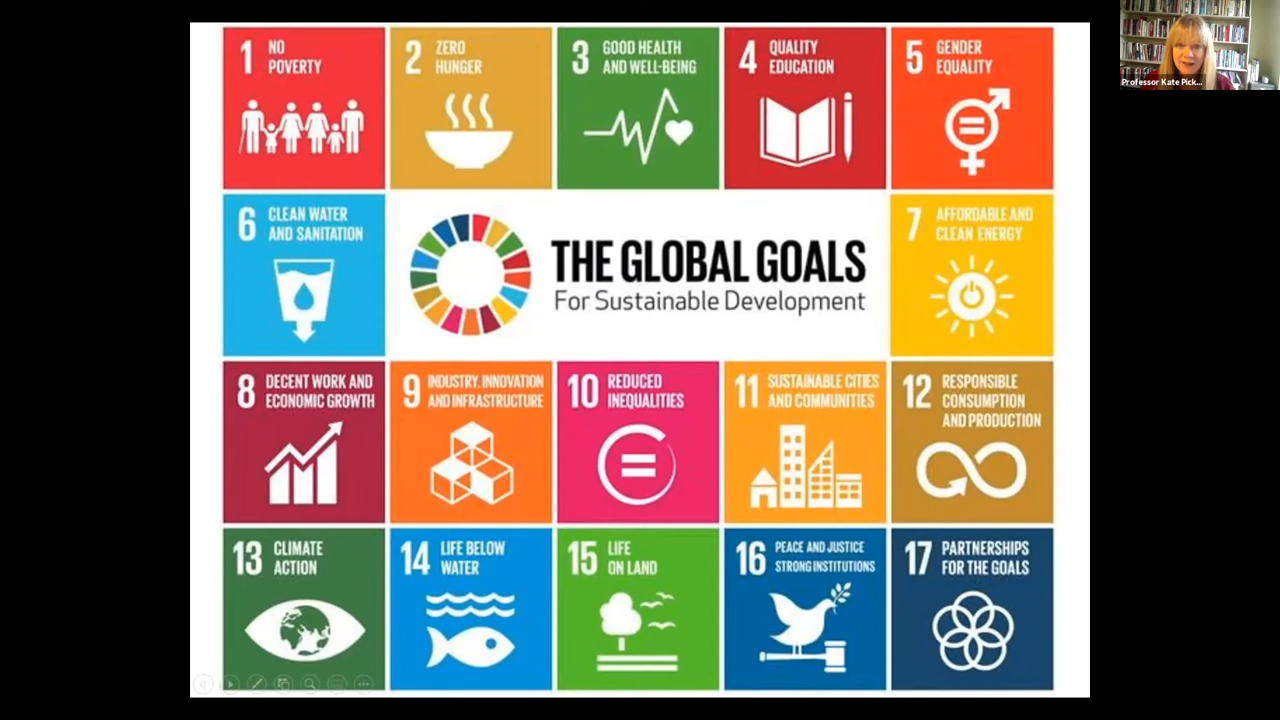 1 NO
POVERTY
2 ZERO
HUNGER
3 GOOD HEALTH
AND WELL-BEING
4 QUALITY
EDUCATION
5 GENDER
EQUALITY
Professor Kate Pick...
6 CLEAN WATER
AND SANITATION
THE GLOBAL GOALS
For Sustainable Development
7 AFFORDABLE AND
CLEAN ENERGY
8 DECENT WORK AND
ECONOMIC GROWTH
9 INDUSTRY, INNOVATION
AND INFRASTRUCTURE
10 REDUCED
INEQUALITIES
11 SUSTAINABLE CITIES
AND COMMUNITIES
12 RESPONSIBLE
CONSUMPTION
AND PRODUCTION
13 CLIMATE
ACTION
14 LIFE BELOW
WATER
15 LIFE
ON LAND
16 PEACE AND JUSTICE
STRONG INSTITUTIONS
17 PARTNERSHIPS
FOR THE GOALS